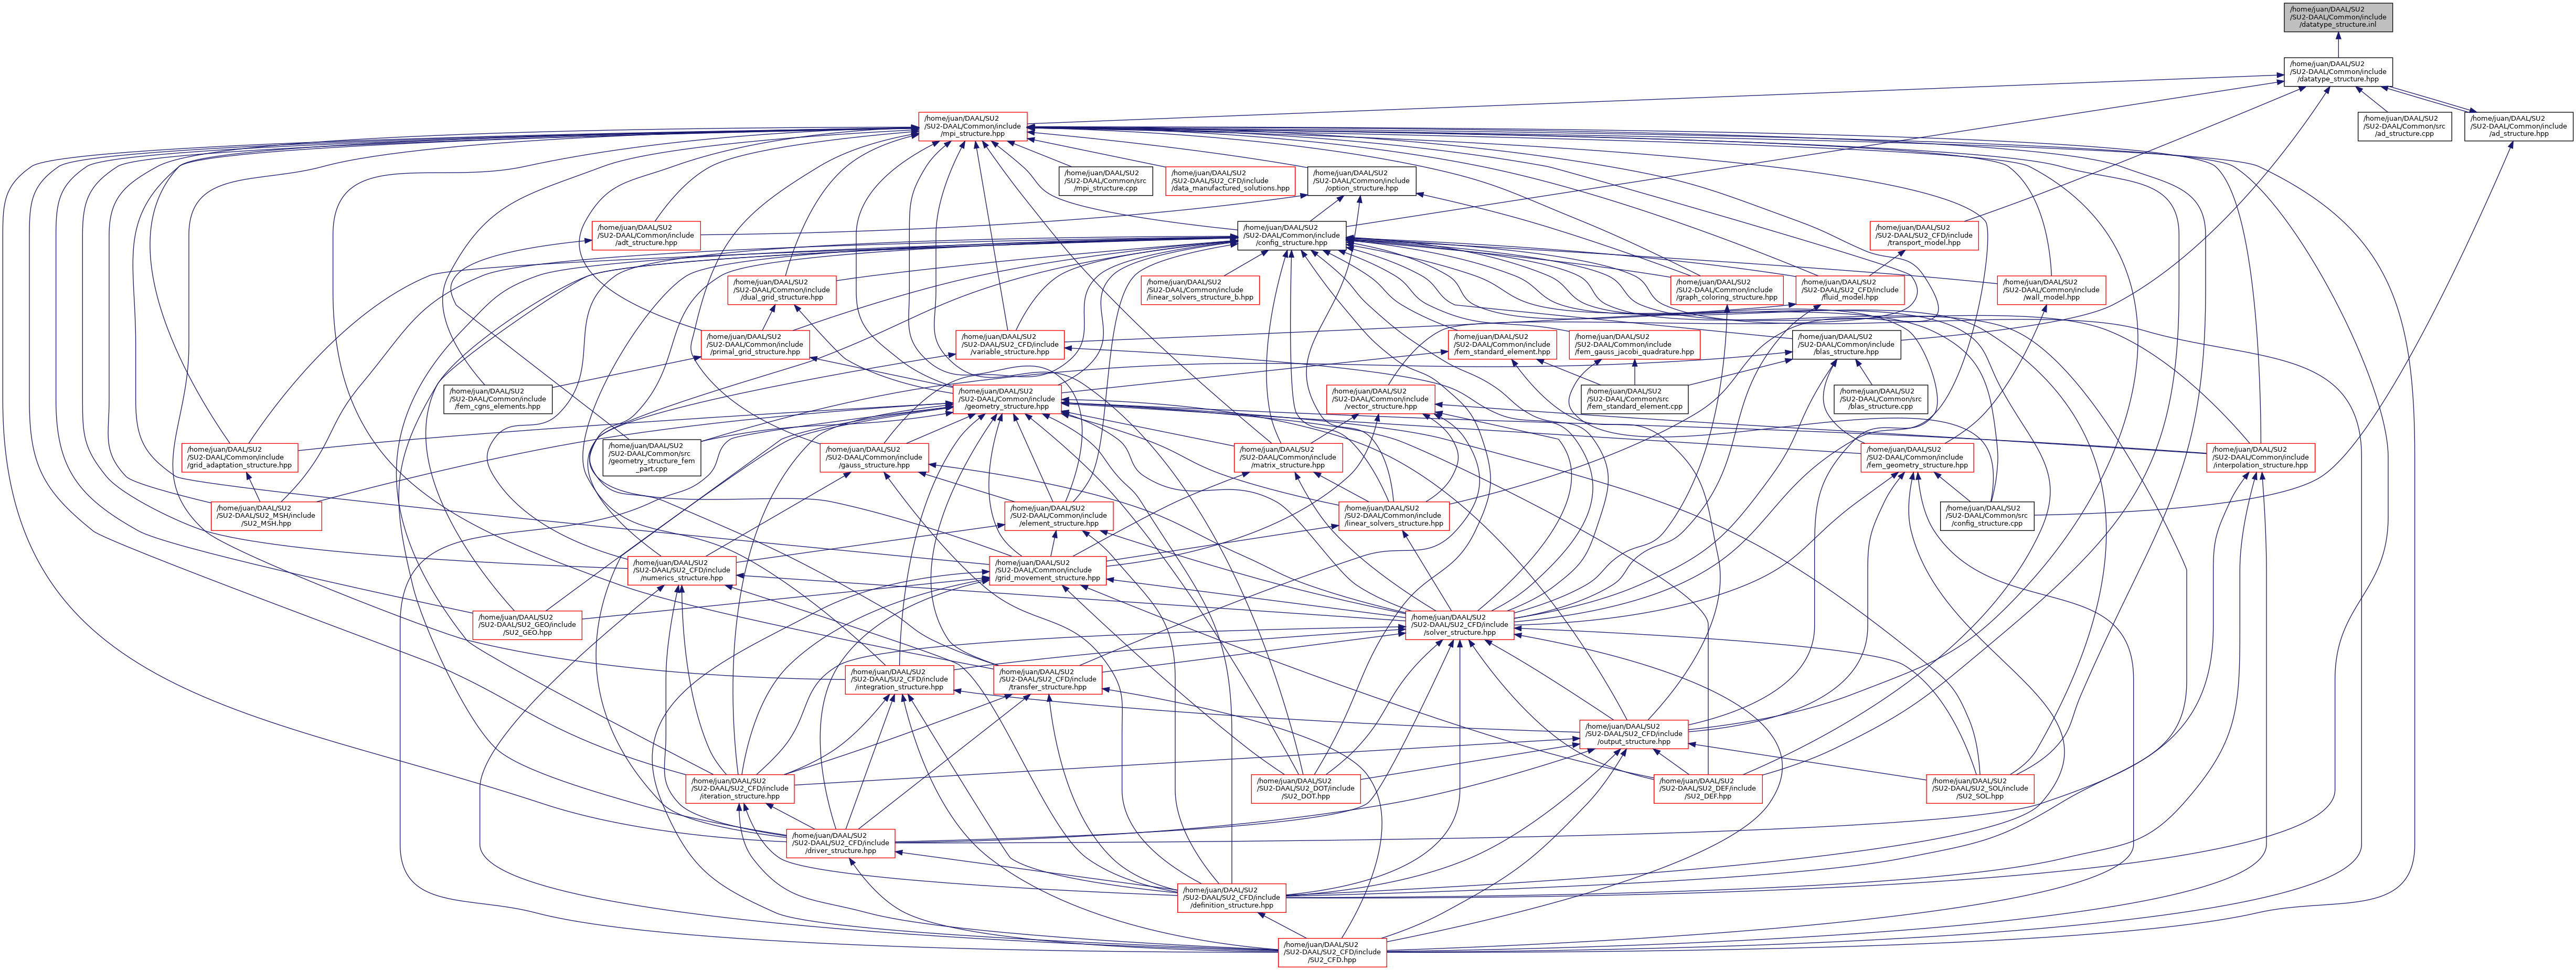 /home/juan/DAAL/SU2
/SU2-DAAL/Common/include
/datatype_structure.inl
/home/juan/DAAL/SU2
/SU2-DAAL/Common/include
/datatype_structure.hpp
/home/juan/DAAL/SU2
/SU2-DAAL/Common/include
/mpi_structure.hpp
/home/juan/DAAL/SU2
/SU2-DAAL/Common/src
/ad_structure.cpp
/home/juan/DAAL/SU2
/SU2-DAAL/Common/include
/ad_structure.hpp
/home/juan/DAAL/SU2
/SU2-DAAL/Common/src
/mpi_structure.cpp
/home/juan/DAAL/SU2
/SU2-DAAL/SU2_CFD/include
/data_manufactured_solutions.hpp
/home/juan/DAAL/SU2
/SU2-DAAL/Common/include
/option_structure.hpp
/home/juan/DAAL/SU2
/SU2-DAAL/Common/include
/adt_structure.hpp
/home/juan/DAAL/SU2
/SU2-DAAL/Common/include
/config_structure.hpp
/home/juan/DAAL/SU2
/SU2-DAAL/SU2_CFD/include
/transport_model.hpp
/home/juan/DAAL/SU2
/SU2-DAAL/Common/include
/dual_grid_structure.hpp
/home/juan/DAAL/SU2
/SU2-DAAL/Common/include
/linear_solvers_structure_b.hpp
/home/juan/DAAL/SU2
/SU2-DAAL/Common/include
/graph_coloring_structure.hpp
/home/juan/DAAL/SU2
/SU2-DAAL/SU2_CFD/include
/fluid_model.hpp
/home/juan/DAAL/SU2
/SU2-DAAL/Common/include
/wall_model.hpp
/home/juan/DAAL/SU2
/SU2-DAAL/Common/include
/primal_grid_structure.hpp
/home/juan/DAAL/SU2
/SU2-DAAL/SU2_CFD/include
/variable_structure.hpp
/home/juan/DAAL/SU2
/SU2-DAAL/Common/include
/fem_standard_element.hpp
/home/juan/DAAL/SU2
/SU2-DAAL/Common/include
/fem_gauss_jacobi_quadrature.hpp
/home/juan/DAAL/SU2
/SU2-DAAL/Common/include
/blas_structure.hpp
/home/juan/DAAL/SU2
/SU2-DAAL/Common/include
/fem_cgns_elements.hpp
/home/juan/DAAL/SU2
/SU2-DAAL/Common/include
/geometry_structure.hpp
/home/juan/DAAL/SU2
/SU2-DAAL/Common/include
/vector_structure.hpp
/home/juan/DAAL/SU2
/SU2-DAAL/Common/src
/fem_standard_element.cpp
/home/juan/DAAL/SU2
/SU2-DAAL/Common/src
/blas_structure.cpp
/home/juan/DAAL/SU2
/SU2-DAAL/Common/include
/grid_adaptation_structure.hpp
/home/juan/DAAL/SU2
/SU2-DAAL/Common/src
/geometry_structure_fem
_part.cpp
/home/juan/DAAL/SU2
/SU2-DAAL/Common/include
/gauss_structure.hpp
/home/juan/DAAL/SU2
/SU2-DAAL/Common/include
/matrix_structure.hpp
/home/juan/DAAL/SU2
/SU2-DAAL/Common/include
/fem_geometry_structure.hpp
/home/juan/DAAL/SU2
/SU2-DAAL/Common/include
/interpolation_structure.hpp
/home/juan/DAAL/SU2
/SU2-DAAL/SU2_MSH/include
/SU2_MSH.hpp
/home/juan/DAAL/SU2
/SU2-DAAL/Common/include
/element_structure.hpp
/home/juan/DAAL/SU2
/SU2-DAAL/Common/include
/linear_solvers_structure.hpp
/home/juan/DAAL/SU2
/SU2-DAAL/Common/src
/config_structure.cpp
/home/juan/DAAL/SU2
/SU2-DAAL/SU2_CFD/include
/numerics_structure.hpp
/home/juan/DAAL/SU2
/SU2-DAAL/Common/include
/grid_movement_structure.hpp
/home/juan/DAAL/SU2
/SU2-DAAL/SU2_GEO/include
/SU2_GEO.hpp
/home/juan/DAAL/SU2
/SU2-DAAL/SU2_CFD/include
/solver_structure.hpp
/home/juan/DAAL/SU2
/SU2-DAAL/SU2_CFD/include
/integration_structure.hpp
/home/juan/DAAL/SU2
/SU2-DAAL/SU2_CFD/include
/transfer_structure.hpp
/home/juan/DAAL/SU2
/SU2-DAAL/SU2_CFD/include
/output_structure.hpp
/home/juan/DAAL/SU2
/SU2-DAAL/SU2_CFD/include
/iteration_structure.hpp
/home/juan/DAAL/SU2
/SU2-DAAL/SU2_DOT/include
/SU2_DOT.hpp
/home/juan/DAAL/SU2
/SU2-DAAL/SU2_DEF/include
/SU2_DEF.hpp
/home/juan/DAAL/SU2
/SU2-DAAL/SU2_SOL/include
/SU2_SOL.hpp
/home/juan/DAAL/SU2
/SU2-DAAL/SU2_CFD/include
/driver_structure.hpp
/home/juan/DAAL/SU2
/SU2-DAAL/SU2_CFD/include
/definition_structure.hpp
/home/juan/DAAL/SU2
/SU2-DAAL/SU2_CFD/include
/SU2_CFD.hpp